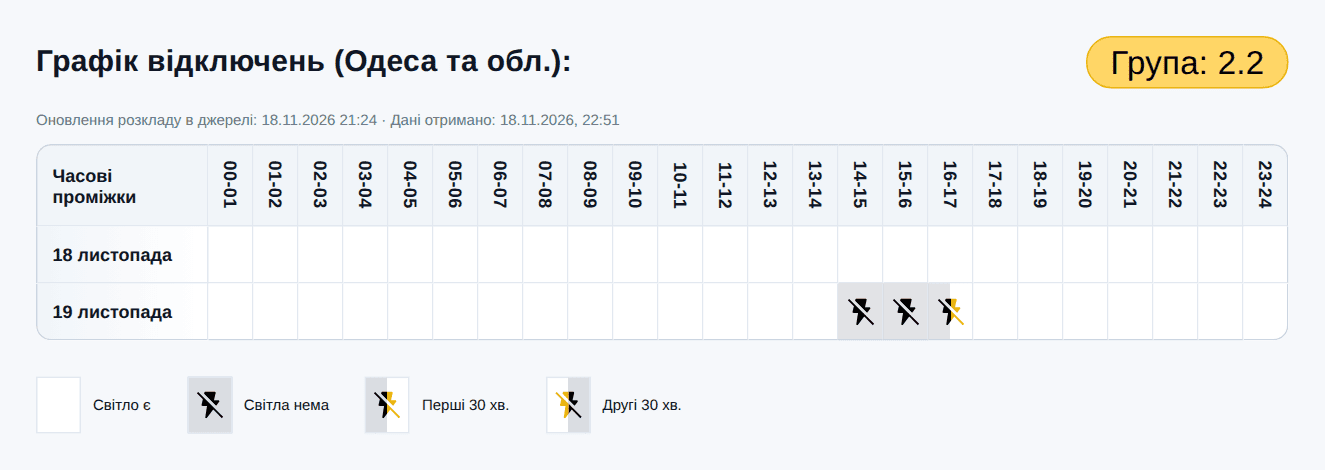 Графік відключень (Одеса та обл.):
Група: 2.2
Оновлення розкладу в джерелі: 18.11.2026 21:24 · Дані отримано: 18.11.2026, 22:51
Часові
проміжки
00-01
01-02
02-03
03-04
04-05
05-06
06-07
07-08
08-09
09-10
10-11
11-12
12-13
13-14
14-15
15-16
16-17
17-18
18-19
19-20
20-21
21-22
22-23
23-24
18 листопада
19 листопада
Світло є
Світла нема
Перші 30 хв.
Другі 30 хв.